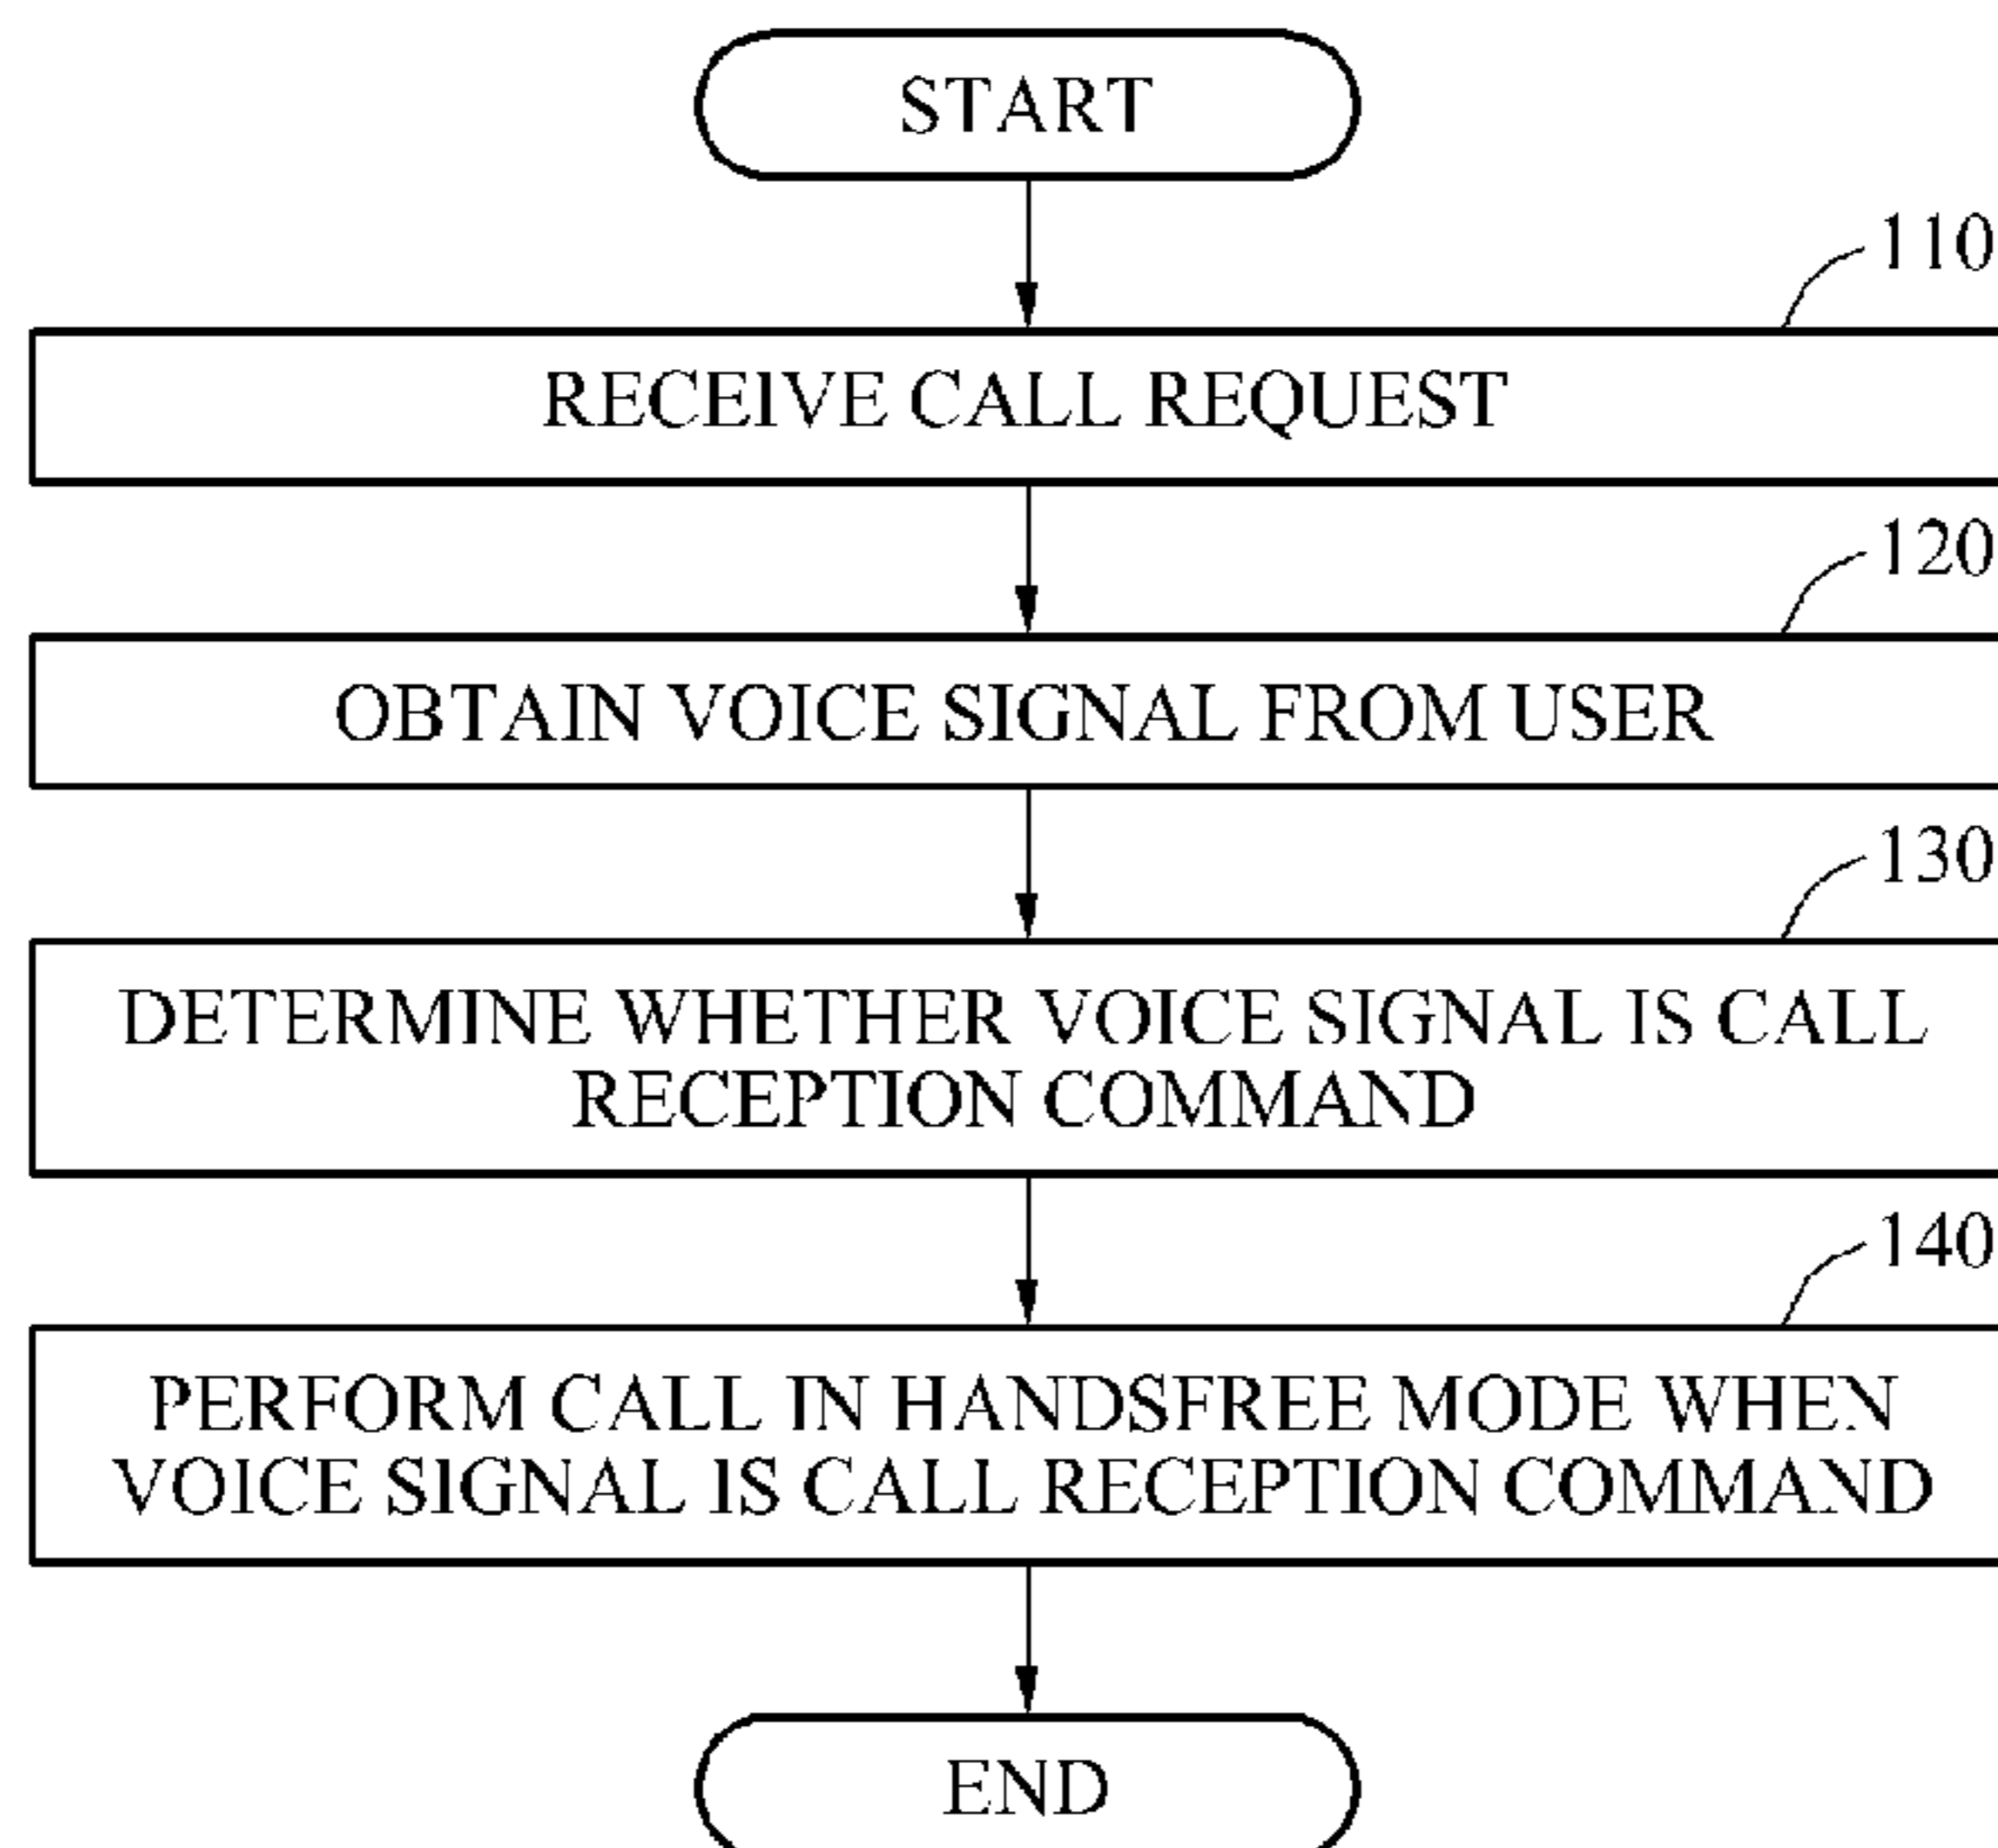 START
110
RECEIVE CALL REQUEST
120
OBTAIN VOICE SIGNAL FROM USER
130
DETERMINE WHETHER VOICE SIGNAL IS CALL
RECEPTION COMMAND
140
PERFORM CALL IN HANDSFREE MODE WHEN
VOICE SIGNAL IS CALL RECEPTION COMMAND
END